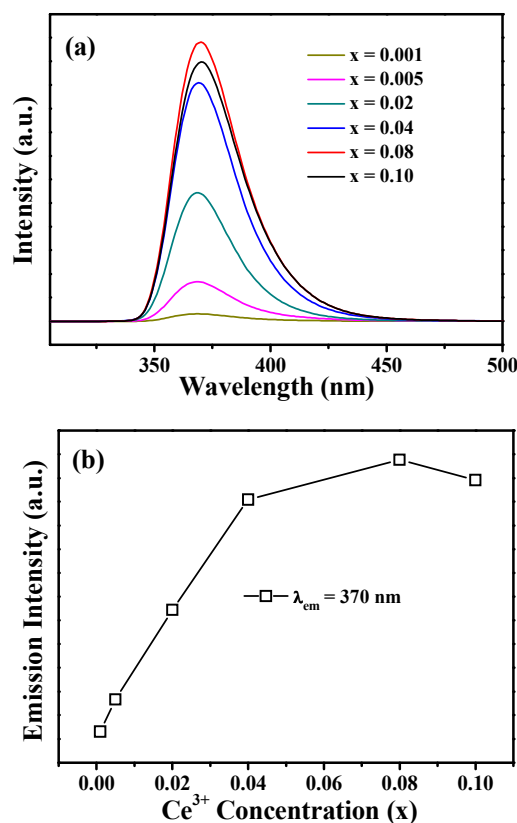 (a)
x = 0.001
x = 0.005
x = 0.02
x = 0.04
x = 0.08
x = 0.10
Intensity (a.u.)
350 400 450 500
Wavelength (nm)
(b)
λem = 370 nm
Emission Intensity (a.u.)
0.00 0.02 0.04 0.06 0.08 0.10
Ce³⁺ Concentration (x)